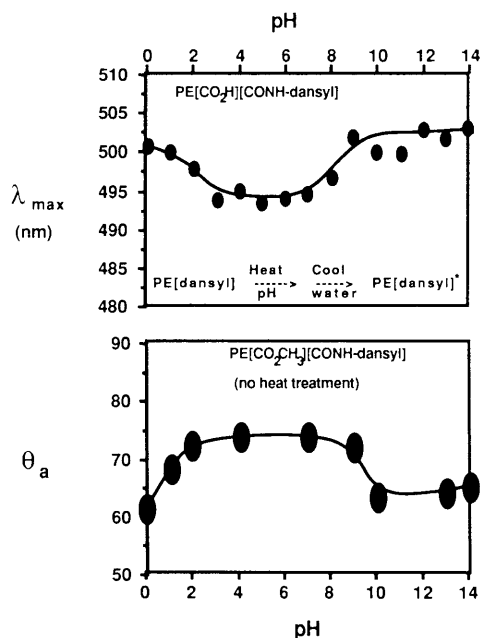 pH
0 2 4 6 8 10 12 14
510
PE[CO2H][CONH-dansyl]
505
500
λ max
495
(nm)
490
485
Heat Cool
PE[dansyl] PE[dansyl]*
pH water
480
90
PE[CO2CH3][CONH-dansyl]
(no heat treatment)
80
θa
70
60
50
0 2 4 6 8 10 12 14
pH